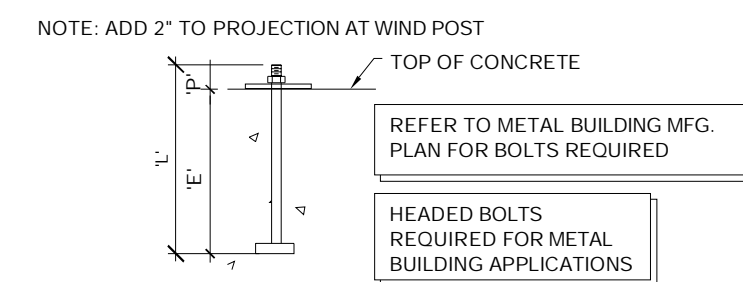 NOTE: ADD 2" TO PROJECTION AT WIND POST
TOP OF CONCRETE
'P'
REFER TO METAL BUILDING MFG.
PLAN FOR BOLTS REQUIRED
'L'
'E'
HEADED BOLTS
REQUIRED FOR METAL
BUILDING APPLICATIONS